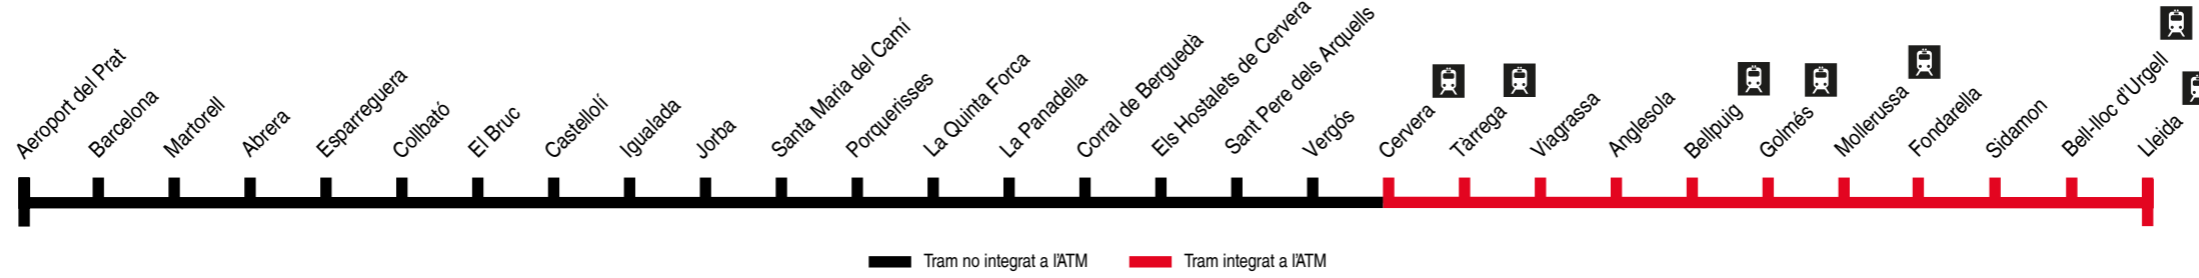 Aeroport del Prat
Barcelona
Martorell
Abrera
Esparreguera
Collbató
El Bruc
Castellolí
Igualada
Jorba
Santa Maria del Camí
Porquerisses
La Quinta Forca
La Panadella
Corral de Berguedà
Els Hostalets de Cervera
Sant Pere dels Arquells
Vergós
Cervera
Tàrrega
Viagrassa
Anglesola
Bellpuig
Golmés
Mollerussa
Fondarella
Sidamon
Bell-lloc d'Urgell
Lleida
Tram no integrat a l'ATM
Tram integrat a l'ATM